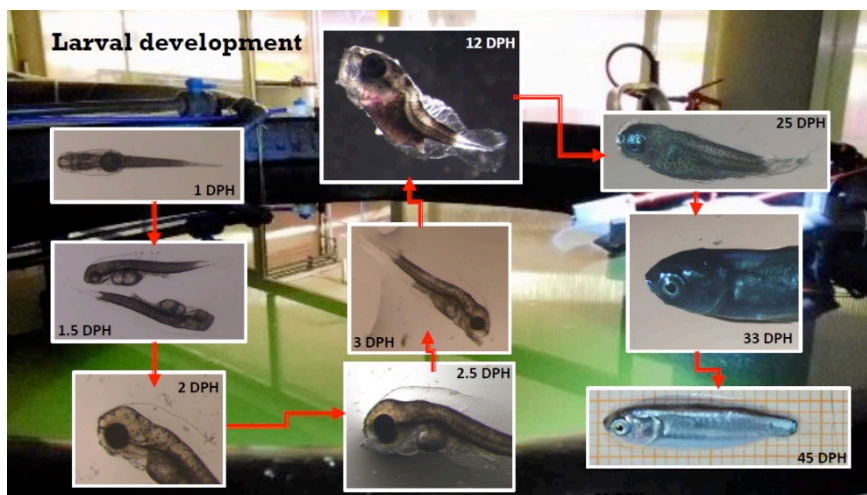 Larval development
1 DPH
1.5 DPH
2 DPH
2.5 DPH
3 DPH
12 DPH
25 DPH
33 DPH
45 DPH